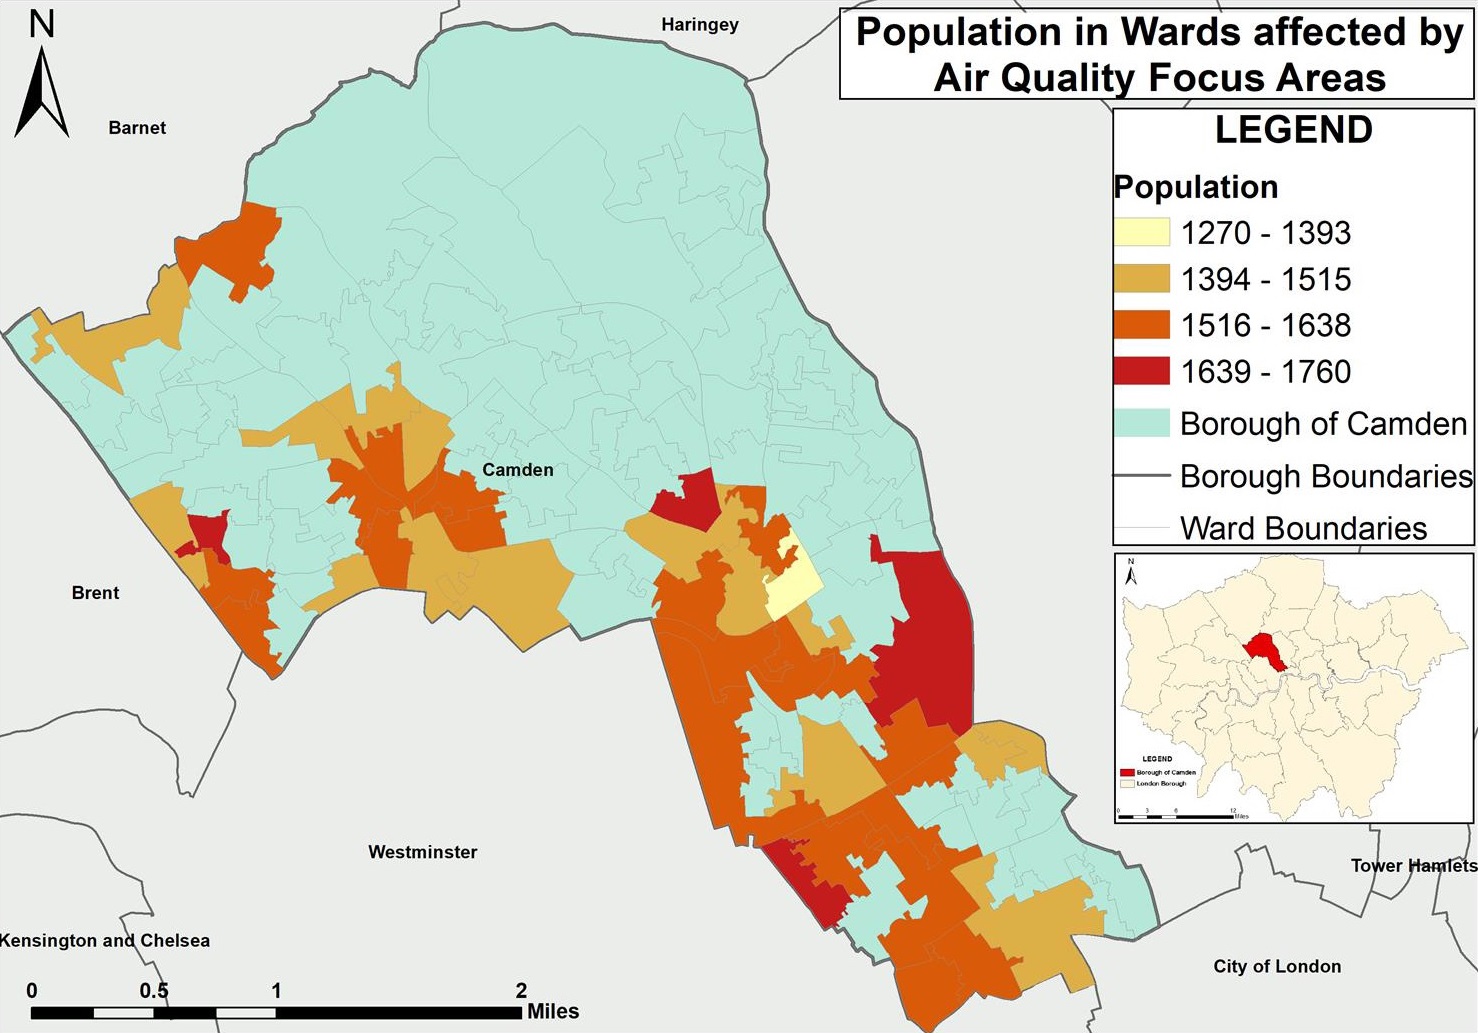 N
Haringey
Population in Wards affected by
Air Quality Focus Areas
Barnet
LEGEND
Population
1270 - 1393
1394 - 1515
1516 - 1638
1639 - 1760
Borough of Camden
Borough Boundaries
Ward Boundaries
Camden
Brent
N
LEGEND
Borough of Camden
London Borough
0 3 6 12
Miles
Westminster
Tower Hamlets
Kensington and Chelsea
City of London
0 0.5 1 2
Miles